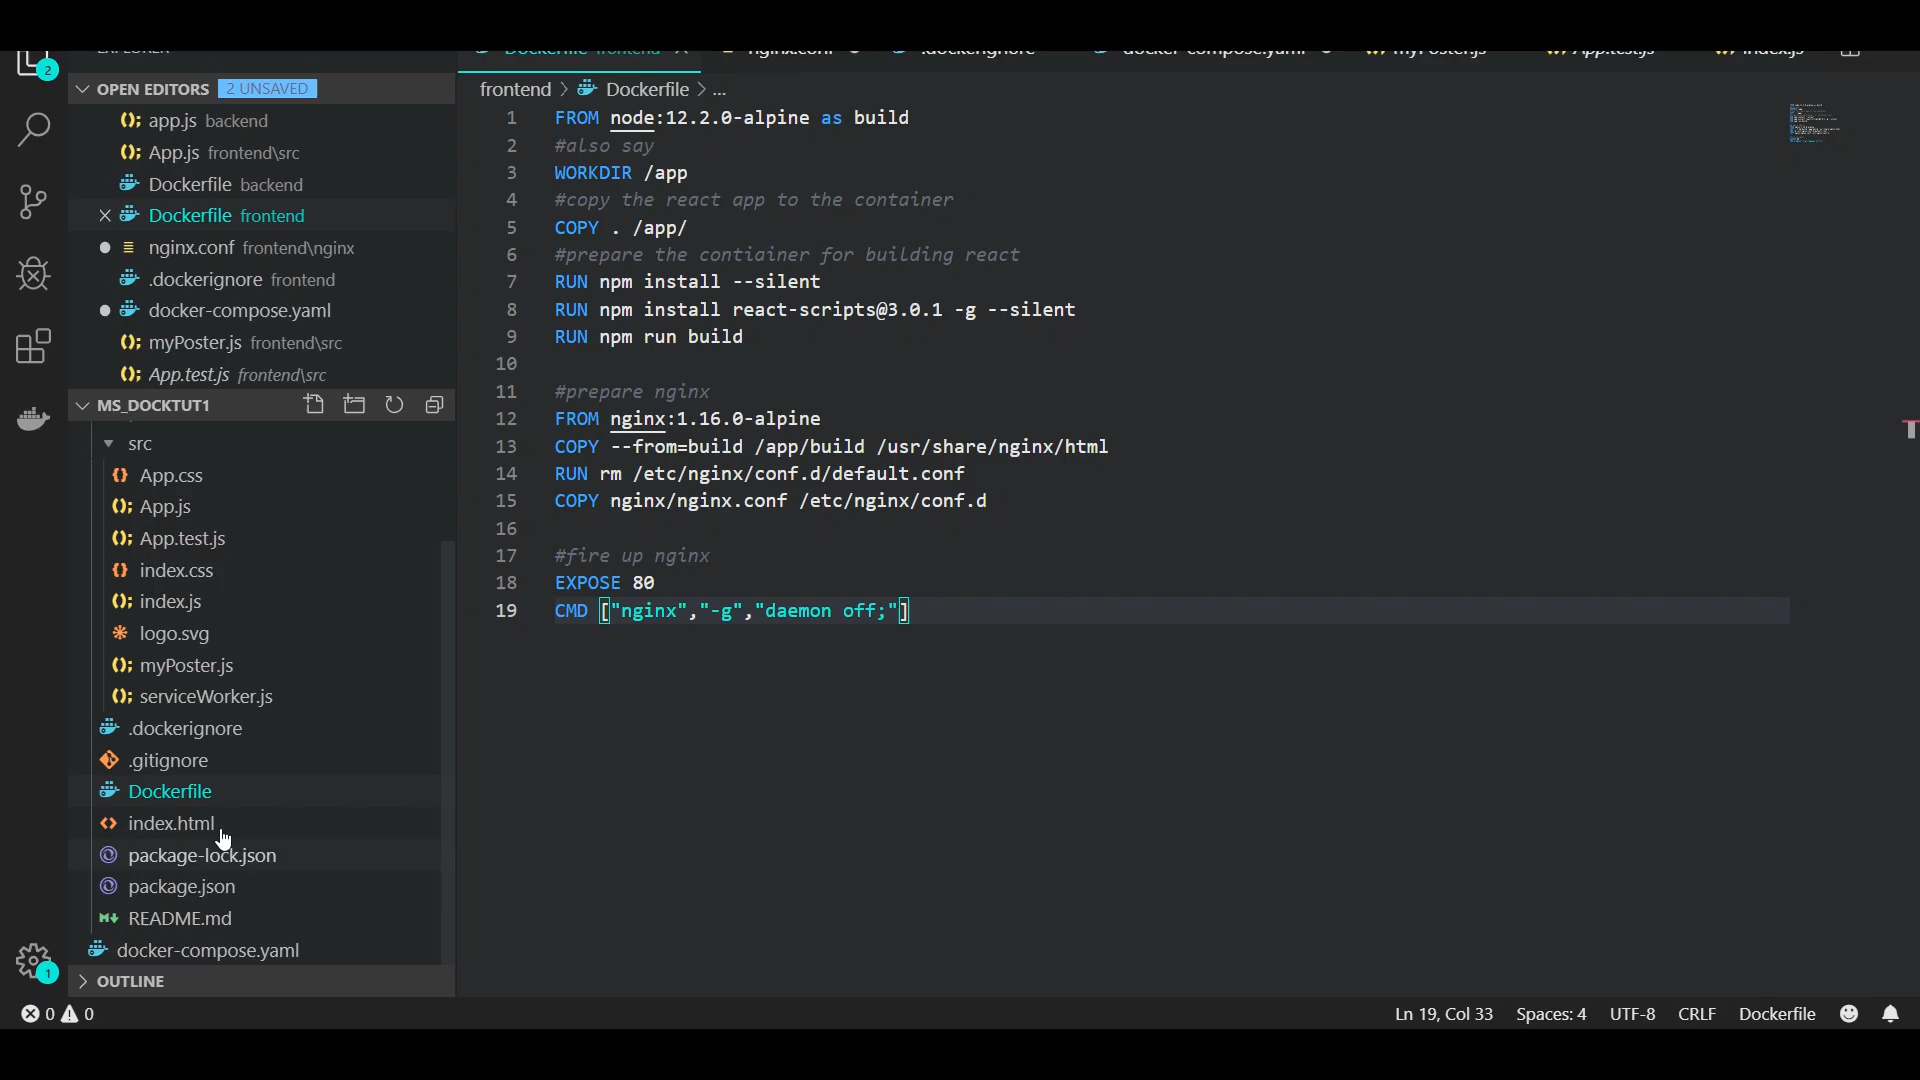 2
OPEN EDITORS 2 UNSAVED
app.js backend
App.js frontend\src
Dockerfile backend
Dockerfile frontend
nginx.conf frontend\nginx
.dockerignore frontend
docker-compose.yaml
myPoster.js frontend\src
App.test.js frontend\src
MS_DOCKTUT1
src
App.css
App.js
App.test.js
index.css
index.js
logo.svg
myPoster.js
serviceWorker.js
.dockerignore
.gitignore
Dockerfile
index.html
package-lock.json
package.json
README.md
docker-compose.yaml
OUTLINE
1
frontend > Dockerfile > ...
1 FROM node:12.2.0-alpine as build
2 #also say
3 WORKDIR /app
4 #copy the react app to the container
5 COPY . /app/
6 #prepare the contiainer for building react
7 RUN npm install --silent
8 RUN npm install react-scripts@3.0.1 -g --silent
9 RUN npm run build
10
11 #prepare nginx
12 FROM nginx:1.16.0-alpine
13 COPY --from=build /app/build /usr/share/nginx/html
14 RUN rm /etc/nginx/conf.d/default.conf
15 COPY nginx/nginx.conf /etc/nginx/conf.d
16
17 #fire up nginx
18 EXPOSE 80
19 CMD ["nginx","-g","daemon off;"]
0 0
Ln 19, Col 33 Spaces: 4 UTF-8 CRLF Dockerfile